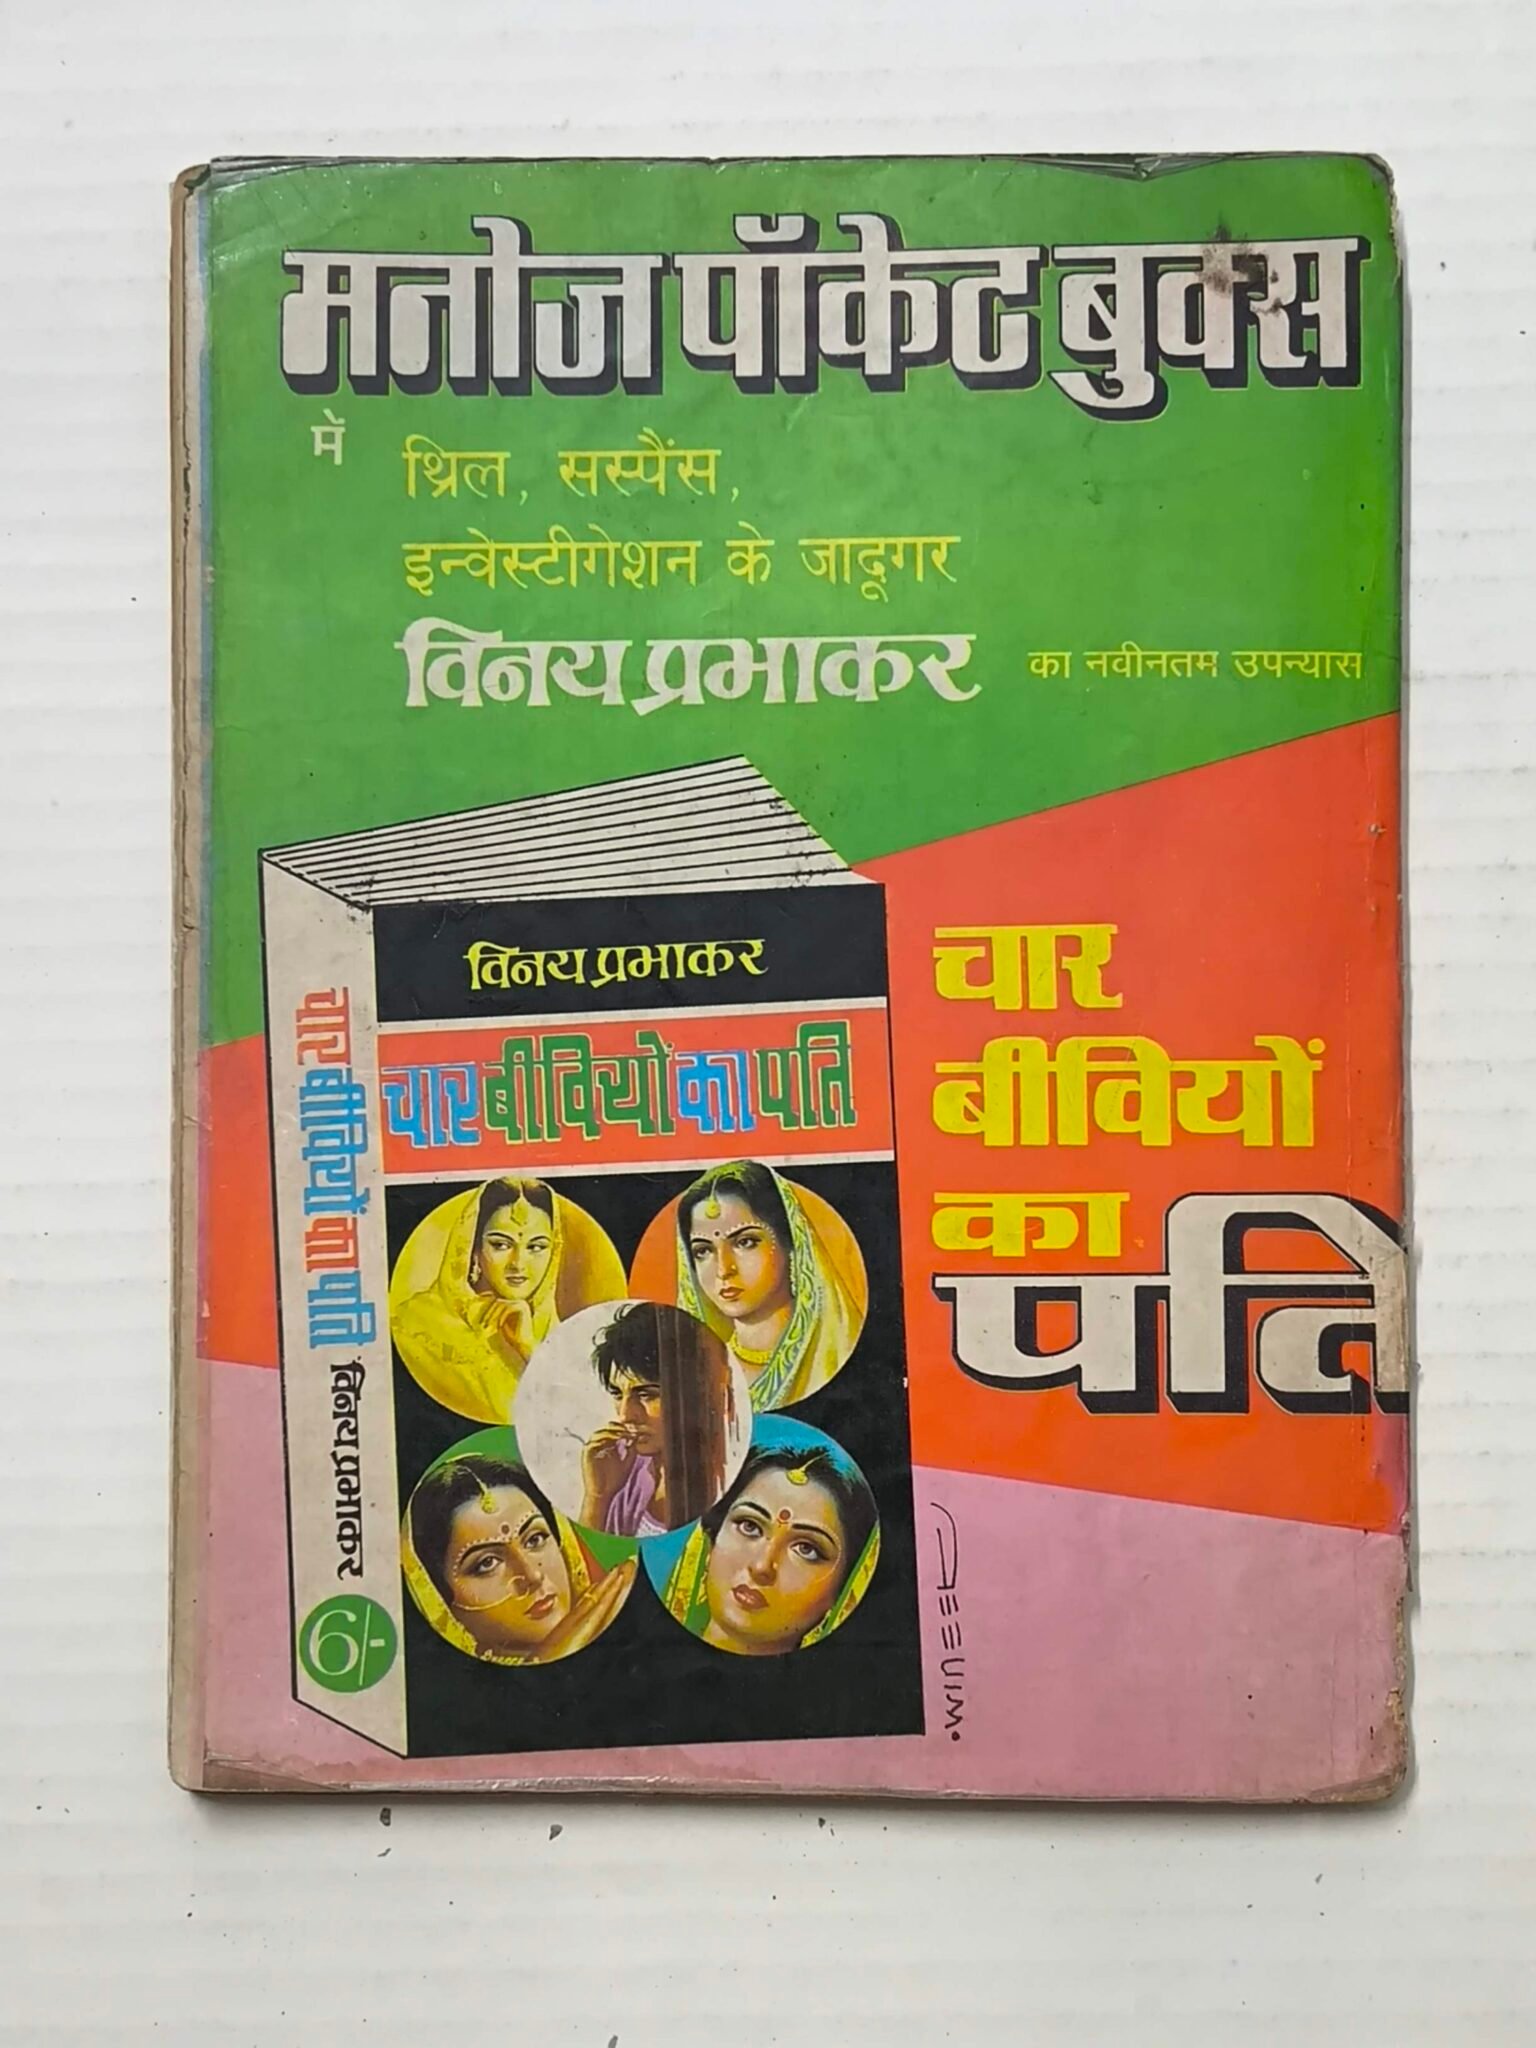 मनोज पॉकेट बुक्स
में
थ्रिल, सस्पैंस,
इन्वेस्टीगेशन के जादूगर
विनय प्रभाकर का नवीनतम उपन्यास
विनय प्रभाकर
चार बीवियों का पति
चार बीवियों का पति विनय प्रभाकर
6/-
चार
बीवियों
का
पति